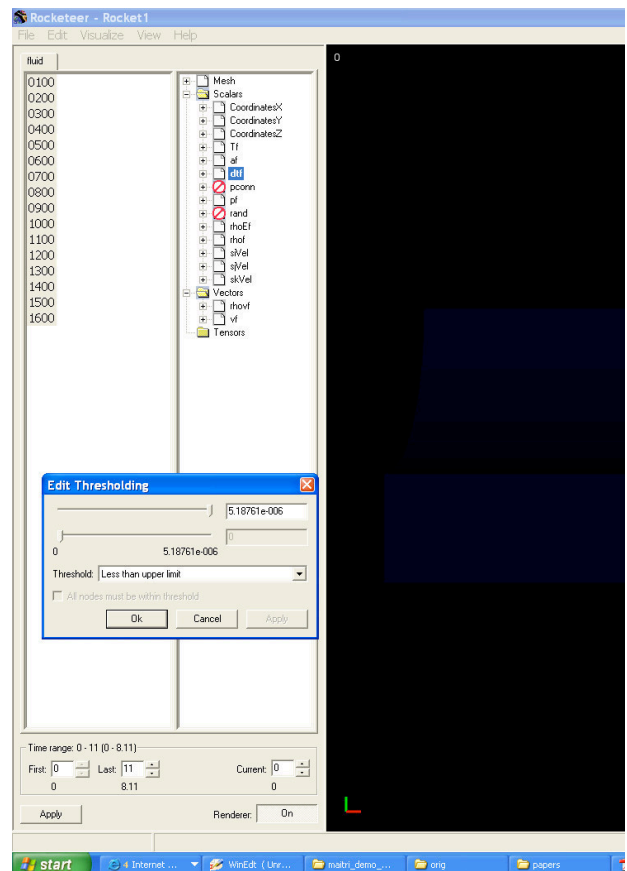 Rocketeer - Rocket1
File Edit Visualize View Help
fluid
0
0100
0200
0300
0400
0500
0600
0700
0800
0900
1000
1100
1200
1300
1400
1500
1600
Mesh
Scalars
CoordinatesX
CoordinatesY
CoordinatesZ
Tf
af
dtf
pconn
pf
rand
rhoEf
rhof
siVel
sjVel
skVel
Vectors
rhovf
vf
Tensors
Edit Thresholding
5.18761e-006
0
0 5.18761e-006
Threshold: Less than upper limit
All nodes must be within threshold
Ok Cancel Apply
Time range: 0 - 11 (0 - 8.11)
First: 0 Last: 11 Current: 0
0 8.11 0
Apply Renderer: On
start 4 Internet ... WinEdt ( Unr... maitri_demo_... orig papers